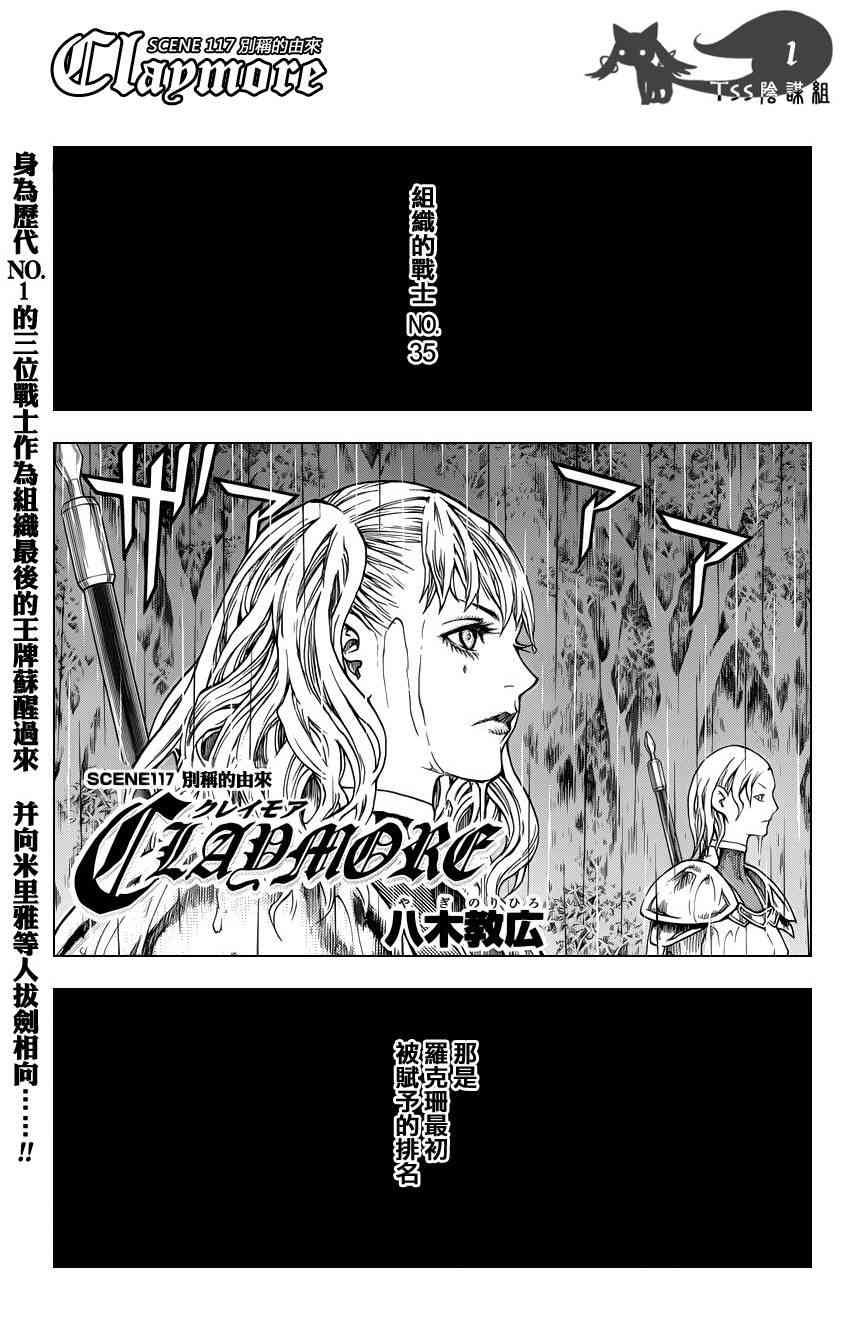 SCENE 117 別稱的由來
Claymore
1
Tss陰謀組
身為歷代NO.1的三位戰士作為組織最後的王牌蘇醒過來 并向米里雅等人拔劍相向……!!
組織的戰士NO.35
ザアアア
SCENE117 別稱的由來
クレイモア
CLAYMORE
やぎのりひろ
八木教広
那是
羅克珊最初
被賦予的排名